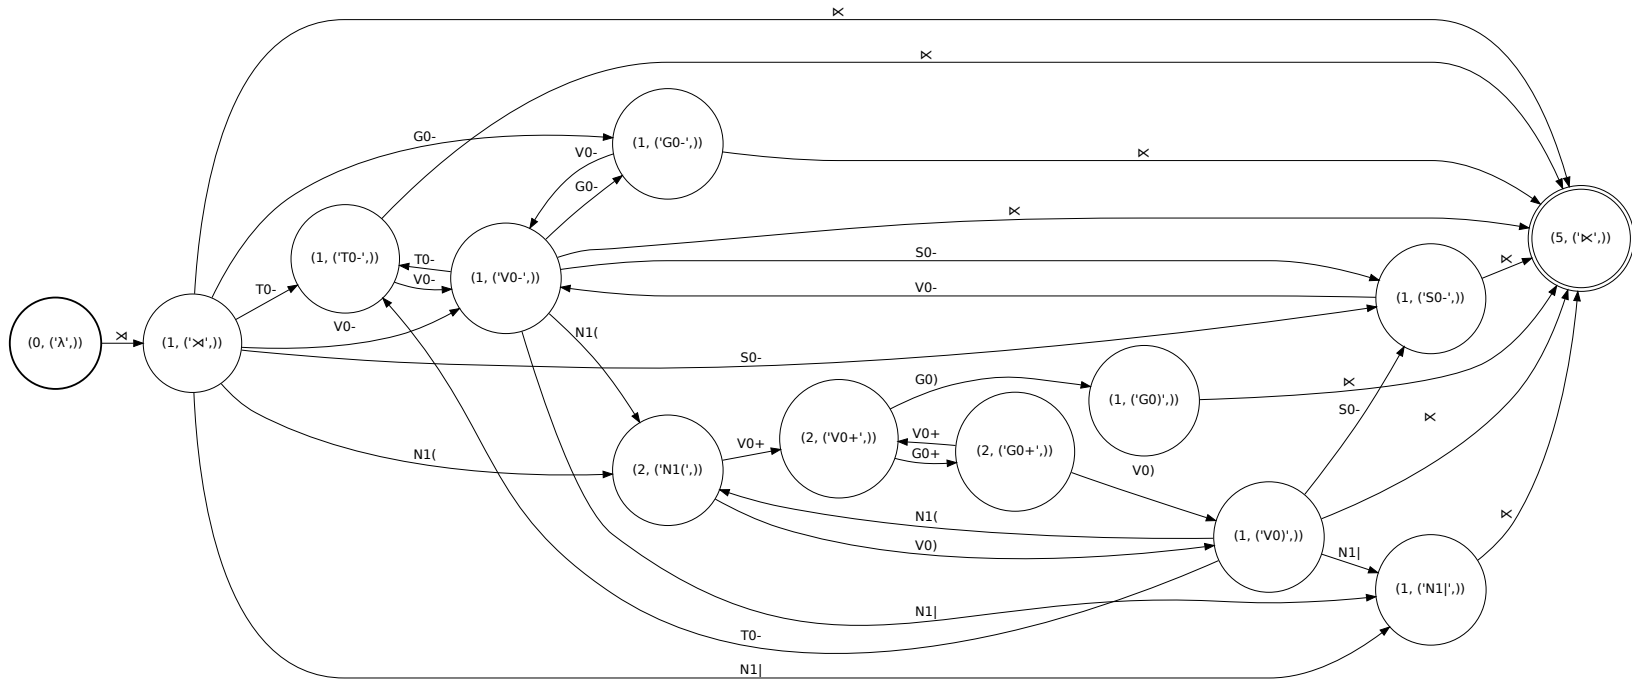 ⋉
⋉
G0-
(1, ('G0-',))
V0-
⋉
G0-
⋉
(1, ('T0-',))
T0-
V0-
(1, ('V0-',))
S0-
V0-
(5, ('⋉',))
⋉
(1, ('S0-',))
T0-
V0-
N1(
(0, ('λ',))
⋊
(1, ('⋊',))
S0-
G0)
(1, ('G0)',))
⋉
S0-
⋉
N1(
(2, ('N1(',))
V0+
(2, ('V0+',))
V0+
G0+
(2, ('G0+',))
V0)
N1(
V0)
(1, ('V0)',))
⋉
N1|
(1, ('N1|',))
N1|
T0-
N1|